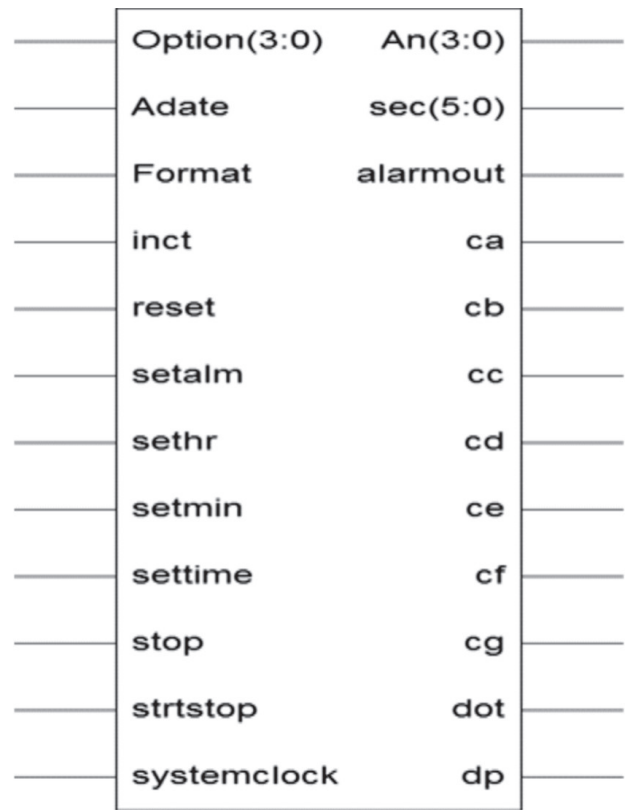 Option(3:0) An(3:0)
Adate sec(5:0)
Format alarmout
inct ca
reset cb
setalm cc
sethr cd
setmin ce
settime cf
stop cg
strtstop dot
systemclock dp